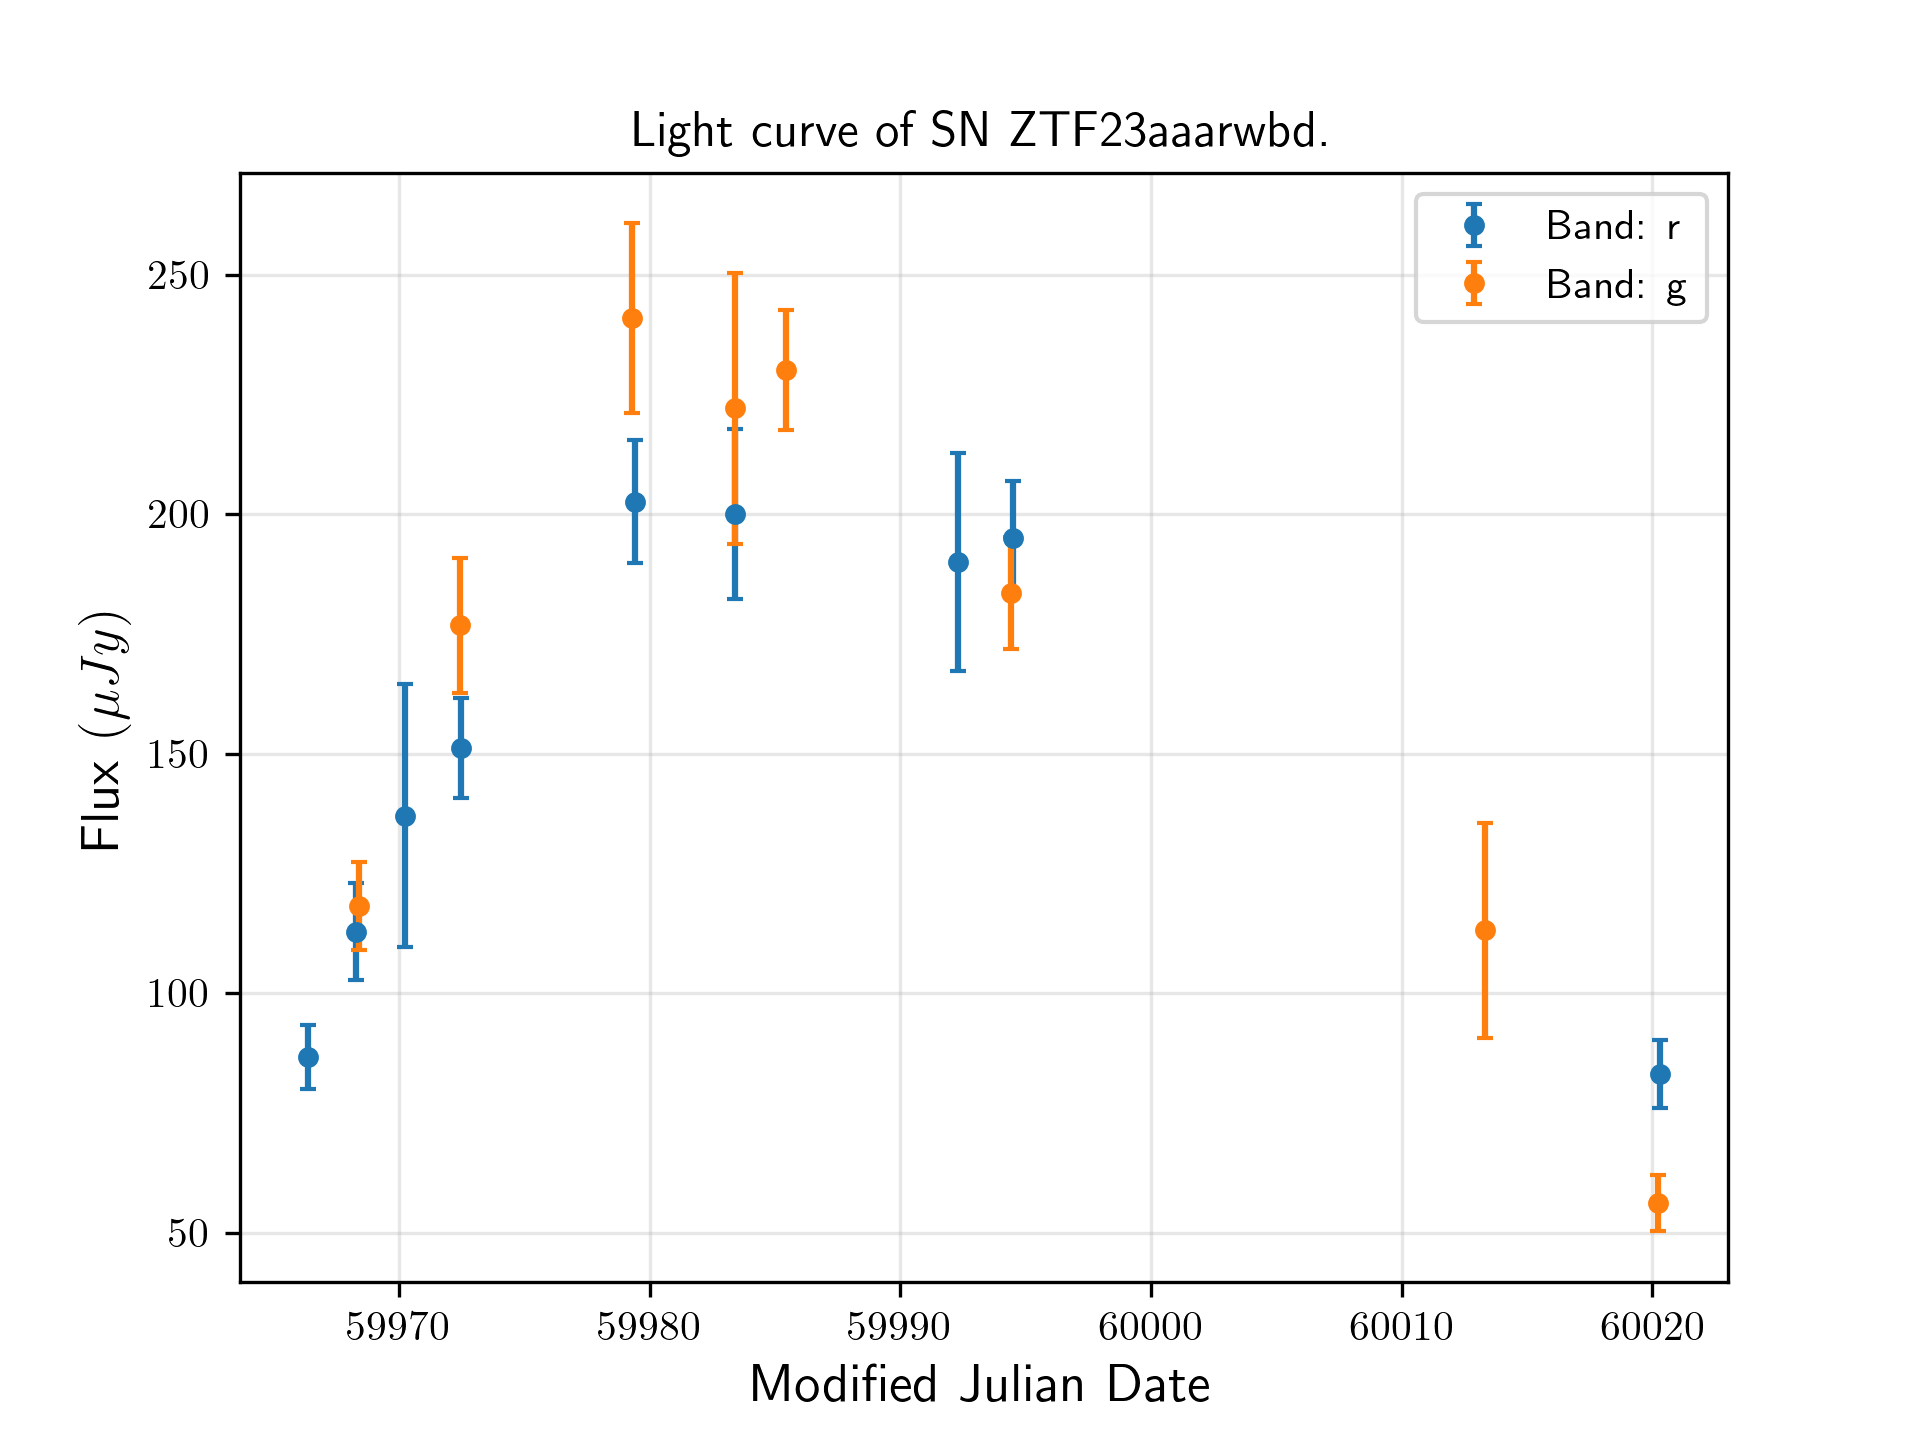 Light curve of SN ZTF23aaarwbd.
Band: r
Band: g
250
200
150
100
50
Flux (μJy)
59970 59980 59990 60000 60010 60020
Modified Julian Date